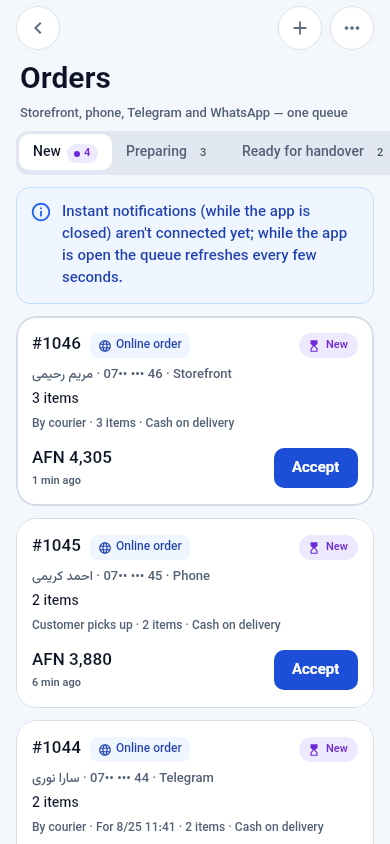 Orders
Storefront, phone, Telegram and WhatsApp — one queue
New 4 Preparing 3 Ready for handover 2
Instant notifications (while the app is
closed) aren't connected yet; while the app
is open the queue refreshes every few
seconds.
#1046 Online order New
مریم رحیمی · 07•• ••• 46 · Storefront
3 items
By courier · 3 items · Cash on delivery
AFN 4,305
Accept
1 min ago
#1045 Online order New
احمد کریمی · 07•• ••• 45 · Phone
2 items
Customer picks up · 2 items · Cash on delivery
AFN 3,880
Accept
6 min ago
#1044 Online order New
سارا نوری · 07•• ••• 44 · Telegram
2 items
By courier · For 8/25 11:41 · 2 items · Cash on delivery